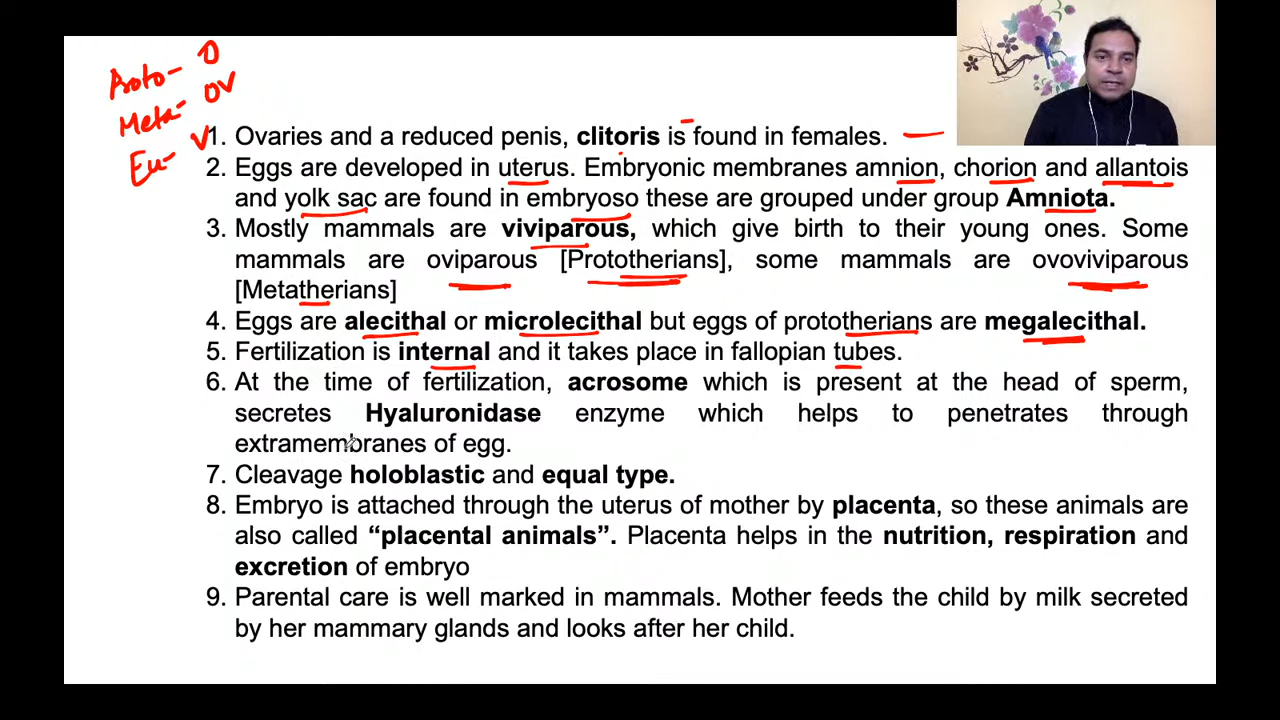 Proto- O
Meta- OV
Eu- V
1. Ovaries and a reduced penis, clitoris is found in females.
2. Eggs are developed in uterus. Embryonic membranes amnion, chorion and allantois
and yolk sac are found in embryoso these are grouped under group Amniota.
3. Mostly mammals are viviparous, which give birth to their young ones. Some
mammals are oviparous [Prototherians], some mammals are ovoviviparous
[Metatherians]
4. Eggs are alecithal or microlecithal but eggs of prototherians are megalecithal.
5. Fertilization is internal and it takes place in fallopian tubes.
6. At the time of fertilization, acrosome which is present at the head of sperm,
secretes Hyaluronidase enzyme which helps to penetrates through
extramembranes of egg.
7. Cleavage holoblastic and equal type.
8. Embryo is attached through the uterus of mother by placenta, so these animals are
also called “placental animals”. Placenta helps in the nutrition, respiration and
excretion of embryo
9. Parental care is well marked in mammals. Mother feeds the child by milk secreted
by her mammary glands and looks after her child.